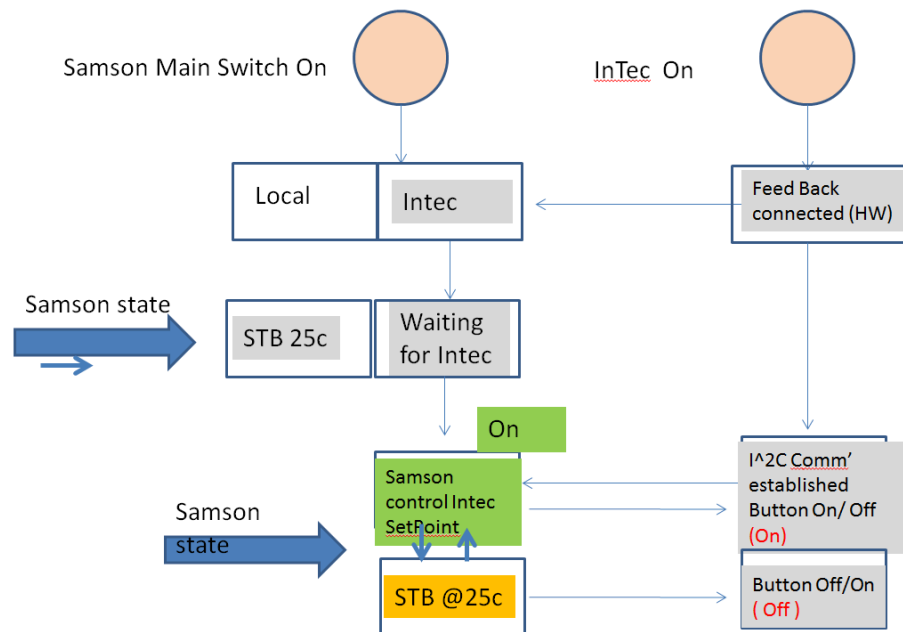 Samson Main Switch On
InTec On
Local
Intec
Feed Back
connected (HW)
Samson state
STB 25c
Waiting
for Intec
On
Samson
control Intec
SetPoint
I^2C Comm’
established
Button On/ Off
(On)
Samson
state
STB @25c
Button Off/On
( Off )